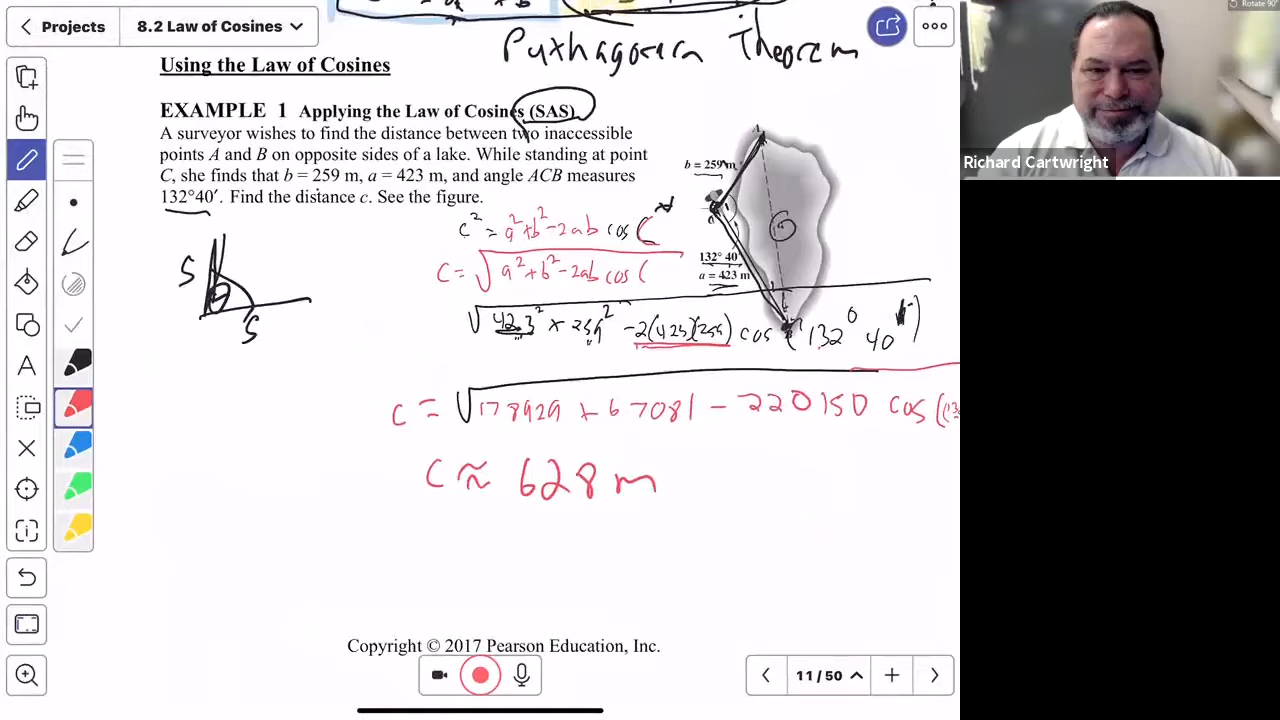 Rotate 90°
Projects
8.2 Law of Cosines
Pythagorean Theorem
Using the Law of Cosines
EXAMPLE 1 Applying the Law of Cosines (SAS)
A surveyor wishes to find the distance between two inaccessible
points A and B on opposite sides of a lake. While standing at point
C, she finds that b = 259 m, a = 423 m, and angle ACB measures
132°40′. Find the distance c. See the figure.
b = 259 m
132° 40′
a = 423 m
Richard Cartwright
c² = a² + b² - 2ab cos C
C = √a² + b² - 2ab cos C
S
S
√423² + 259² - 2(423)(259) cos (132° 40')
C = √178929 + 67081 - 220150 cos(
C ≈ 628 m
Copyright © 2017 Pearson Education, Inc.
11 / 50